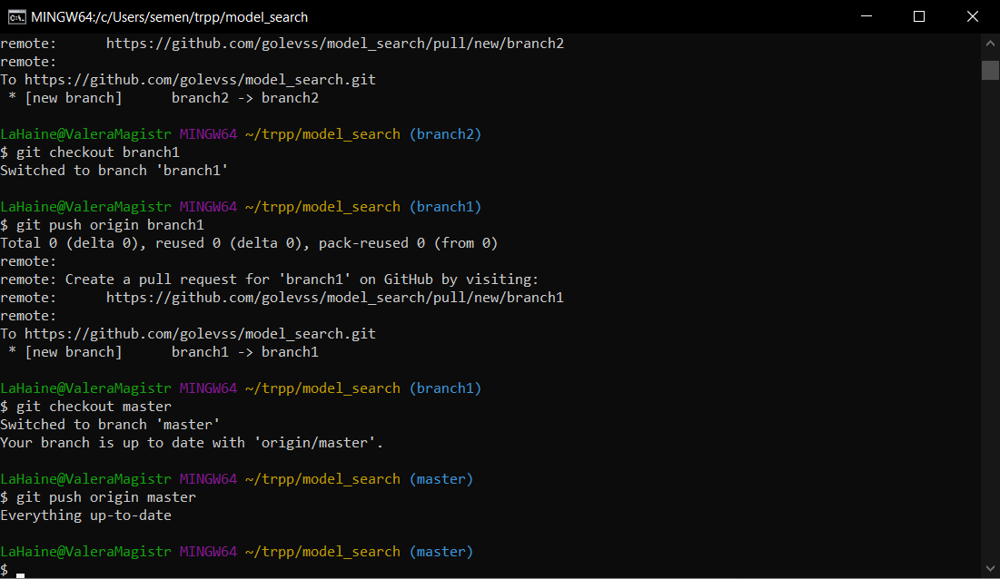 MINGW64:/c/Users/semen/trpp/model_search
remote:      https://github.com/golevss/model_search/pull/new/branch2
remote:
To https://github.com/golevss/model_search.git
 * [new branch]      branch2 -> branch2

LaHaine@ValeraMagistr MINGW64 ~/trpp/model_search (branch2)
$ git checkout branch1
Switched to branch 'branch1'

LaHaine@ValeraMagistr MINGW64 ~/trpp/model_search (branch1)
$ git push origin branch1
Total 0 (delta 0), reused 0 (delta 0), pack-reused 0 (from 0)
remote:
remote: Create a pull request for 'branch1' on GitHub by visiting:
remote:      https://github.com/golevss/model_search/pull/new/branch1
remote:
To https://github.com/golevss/model_search.git
 * [new branch]      branch1 -> branch1

LaHaine@ValeraMagistr MINGW64 ~/trpp/model_search (branch1)
$ git checkout master
Switched to branch 'master'
Your branch is up to date with 'origin/master'.

LaHaine@ValeraMagistr MINGW64 ~/trpp/model_search (master)
$ git push origin master
Everything up-to-date

LaHaine@ValeraMagistr MINGW64 ~/trpp/model_search (master)
$